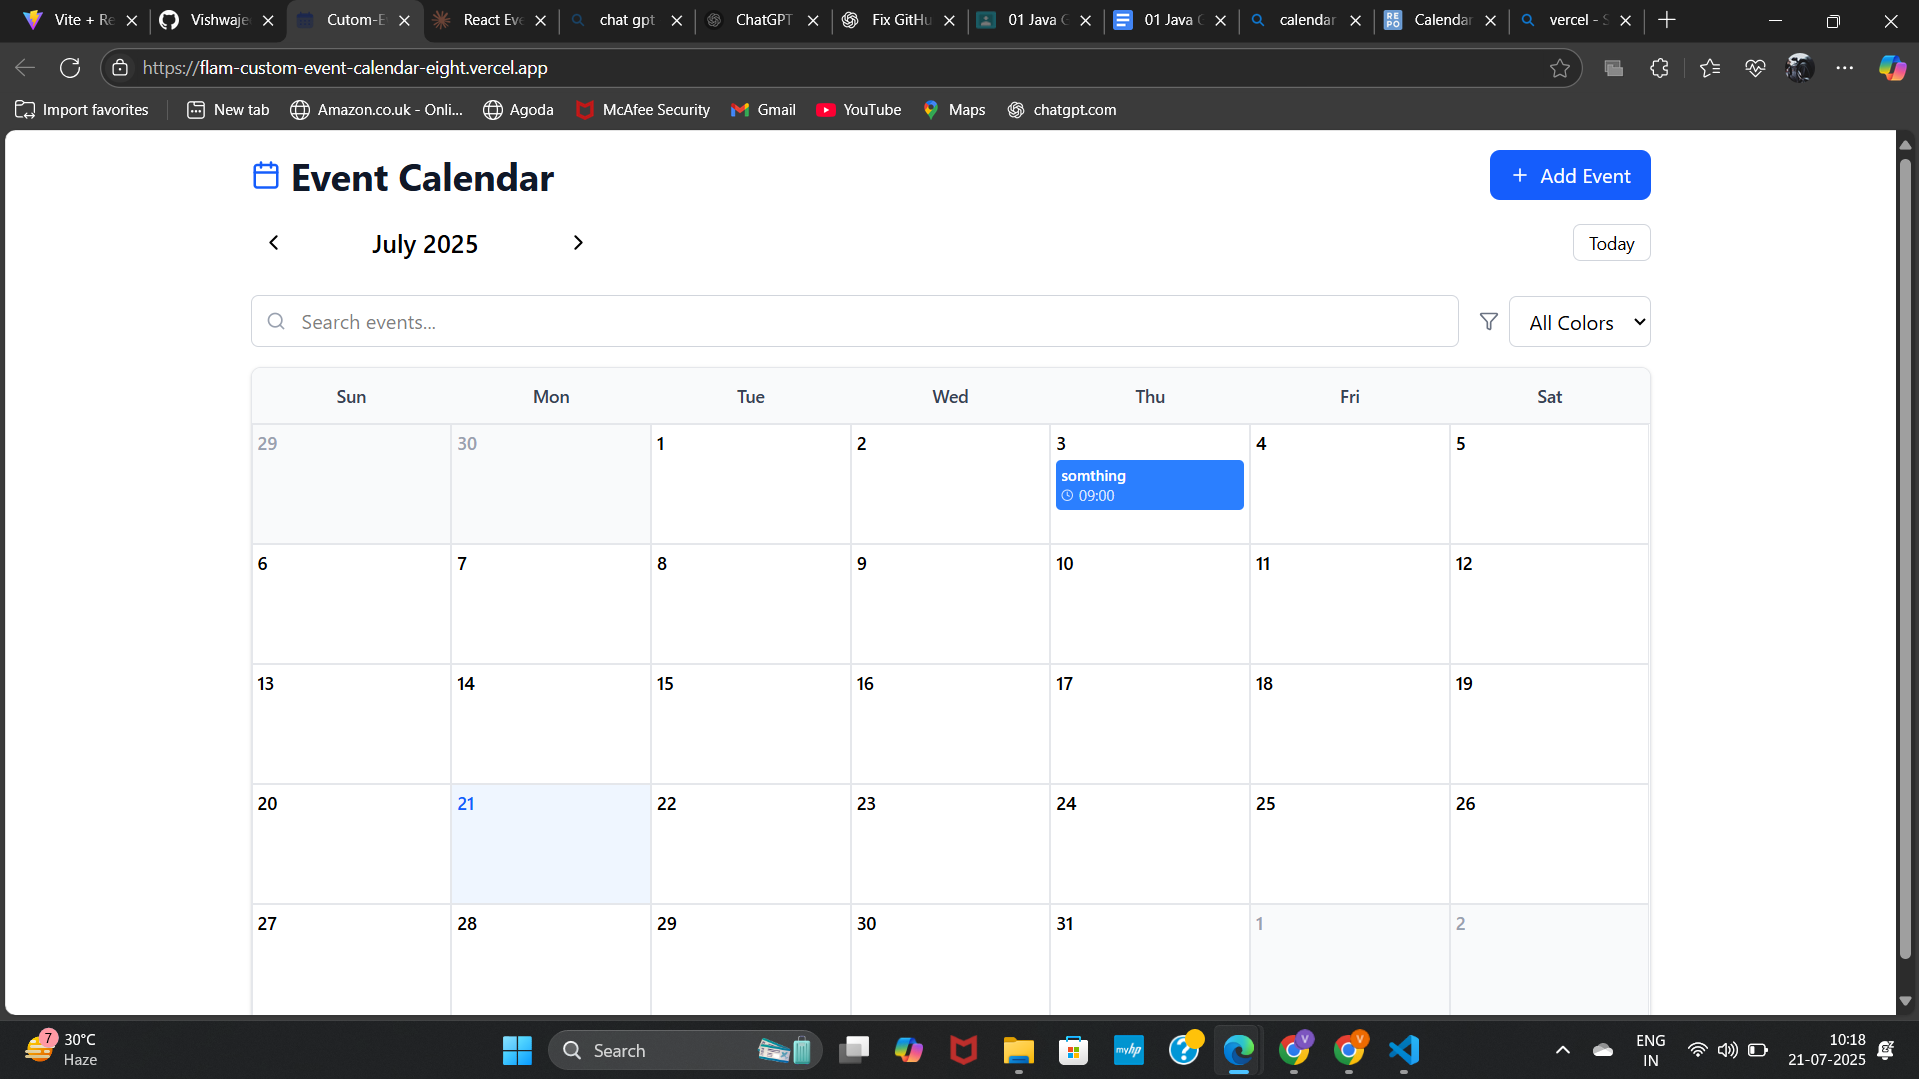 Vite + Re
Vishwaje
Cutom-E
React Eve
chat gpt
ChatGPT
Fix GitHu
01 Java G
01 Java G
calendar
Calendar
vercel - S
https://flam-custom-event-calendar-eight.vercel.app
Import favorites
New tab
Amazon.co.uk - Onli...
Agoda
McAfee Security
Gmail
YouTube
Maps
chatgpt.com
Event Calendar
+ Add Event
July 2025
Today
Search events...
All Colors
Sun Mon Tue Wed Thu Fri Sat
29 30 1 2 3 4 5
somthing
09:00
6 7 8 9 10 11 12
13 14 15 16 17 18 19
20 21 22 23 24 25 26
27 28 29 30 31 1 2
7
30°C
Haze
Search
myhp
V
V
ENG
IN
10:18
21-07-2025